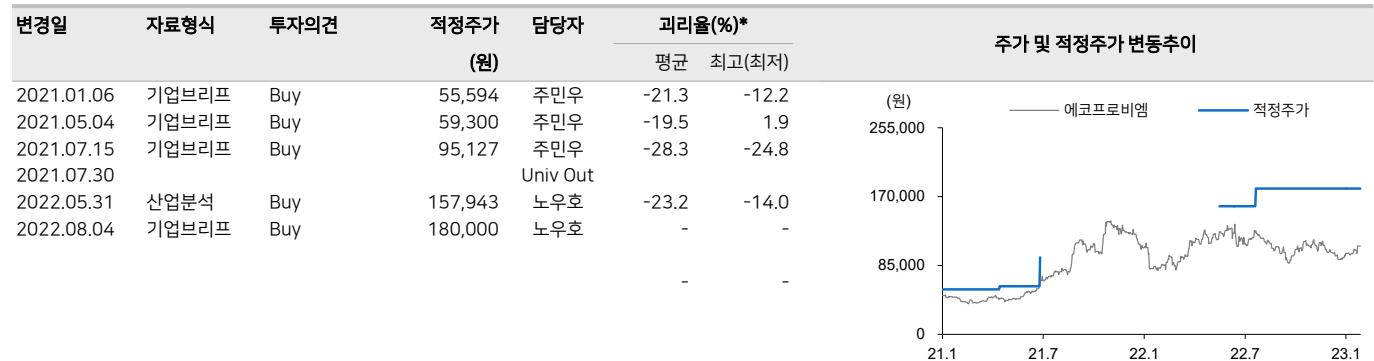 변경일 자료형식 투자의견 적정주가 담당자 괴리율(%)*
(원) 평균 최고(최저)
2021.01.06 기업브리프 Buy 55,594 주민우 -21.3 -12.2
2021.05.04 기업브리프 Buy 59,300 주민우 -19.5 1.9
2021.07.15 기업브리프 Buy 95,127 주민우 -28.3 -24.8
2021.07.30 Univ Out
2022.05.31 산업분석 Buy 157,943 노우호 -23.2 -14.0
2022.08.04 기업브리프 Buy 180,000 노우호 - -
- -
주가 및 적정주가 변동추이
(원) 에코프로비엠 적정주가
255,000
170,000
85,000
0
21.1 21.7 22.1 22.7 23.1